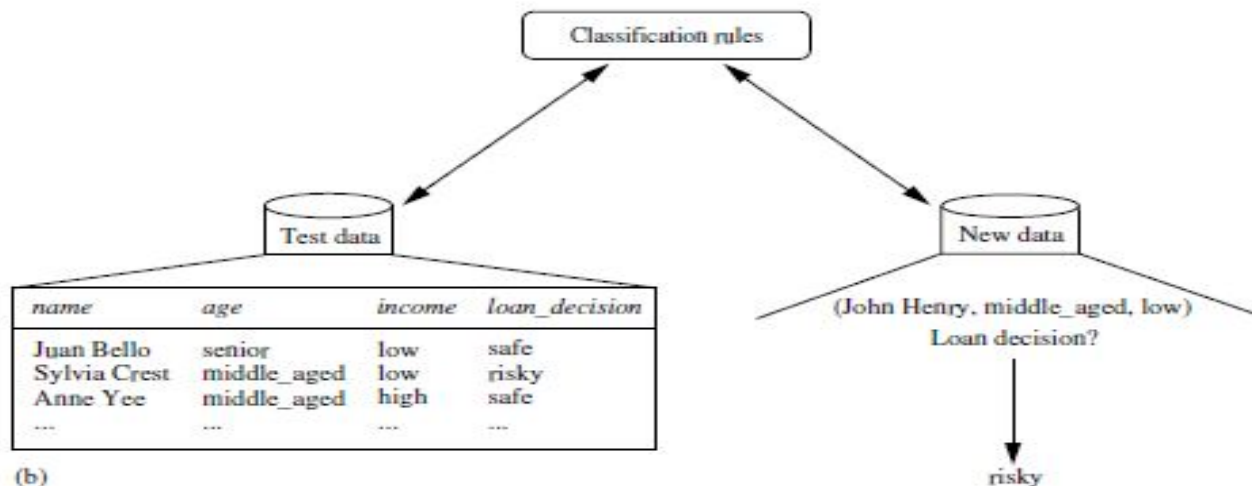 Classification rules
Test data
name age income loan_decision
Juan Bello senior low safe
Sylvia Crest middle_aged low risky
Anne Yee middle_aged high safe
... ... ... ...
(b)
New data
(John Henry, middle_aged, low)
Loan decision?
risky